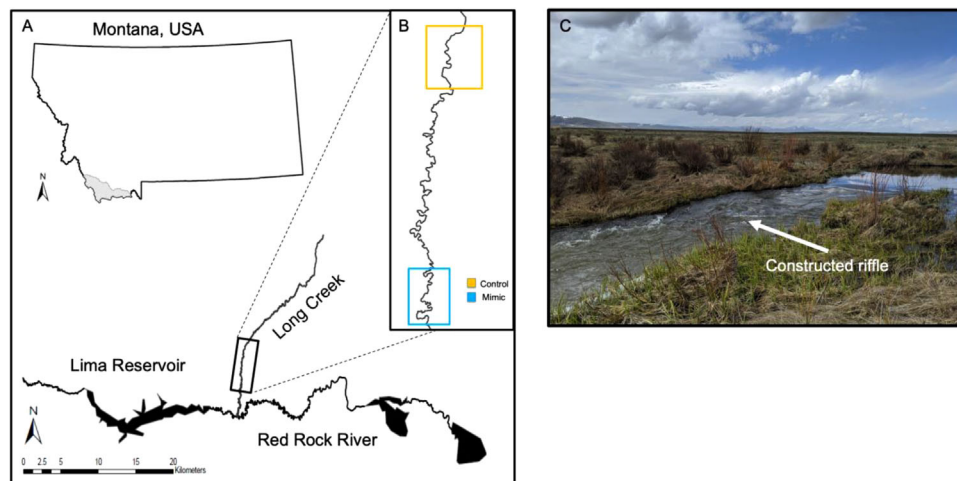 A
Montana, USA
N
Long Creek
Lima Reservoir
Red Rock River
N
0 2.5 5 10 15 20
Kilometers
B
Control
Mimic
C
Constructed riffle